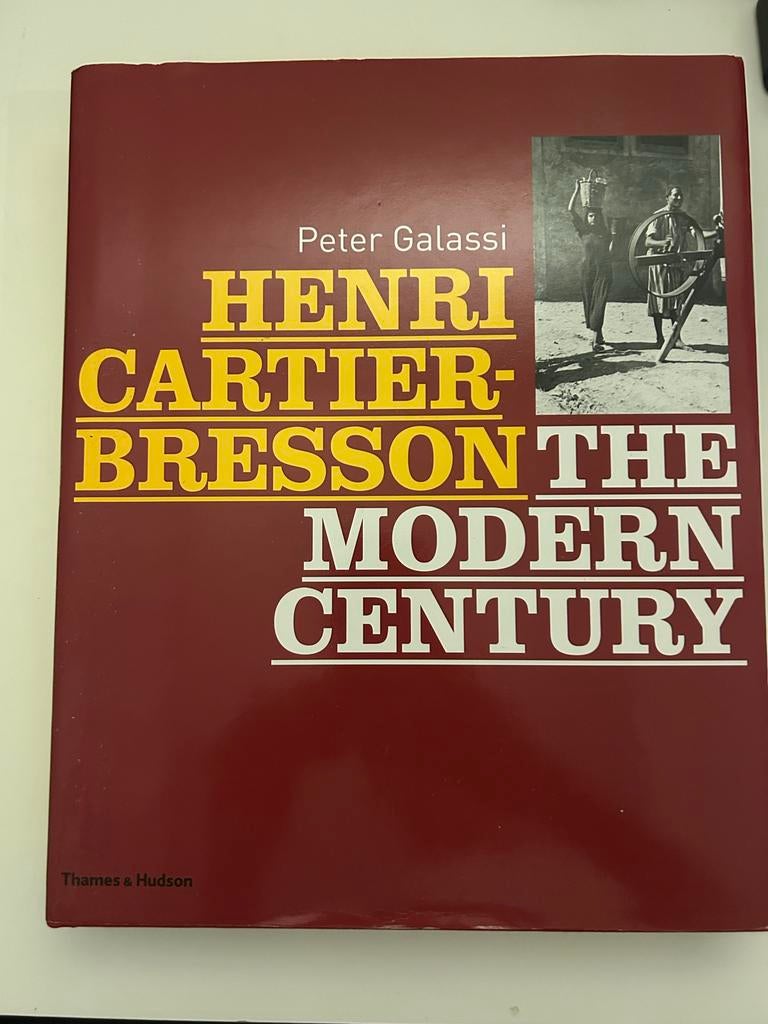 Peter Galassi
HENRI
CARTIER-
BRESSON THE
MODERN
CENTURY
Thames & Hudson